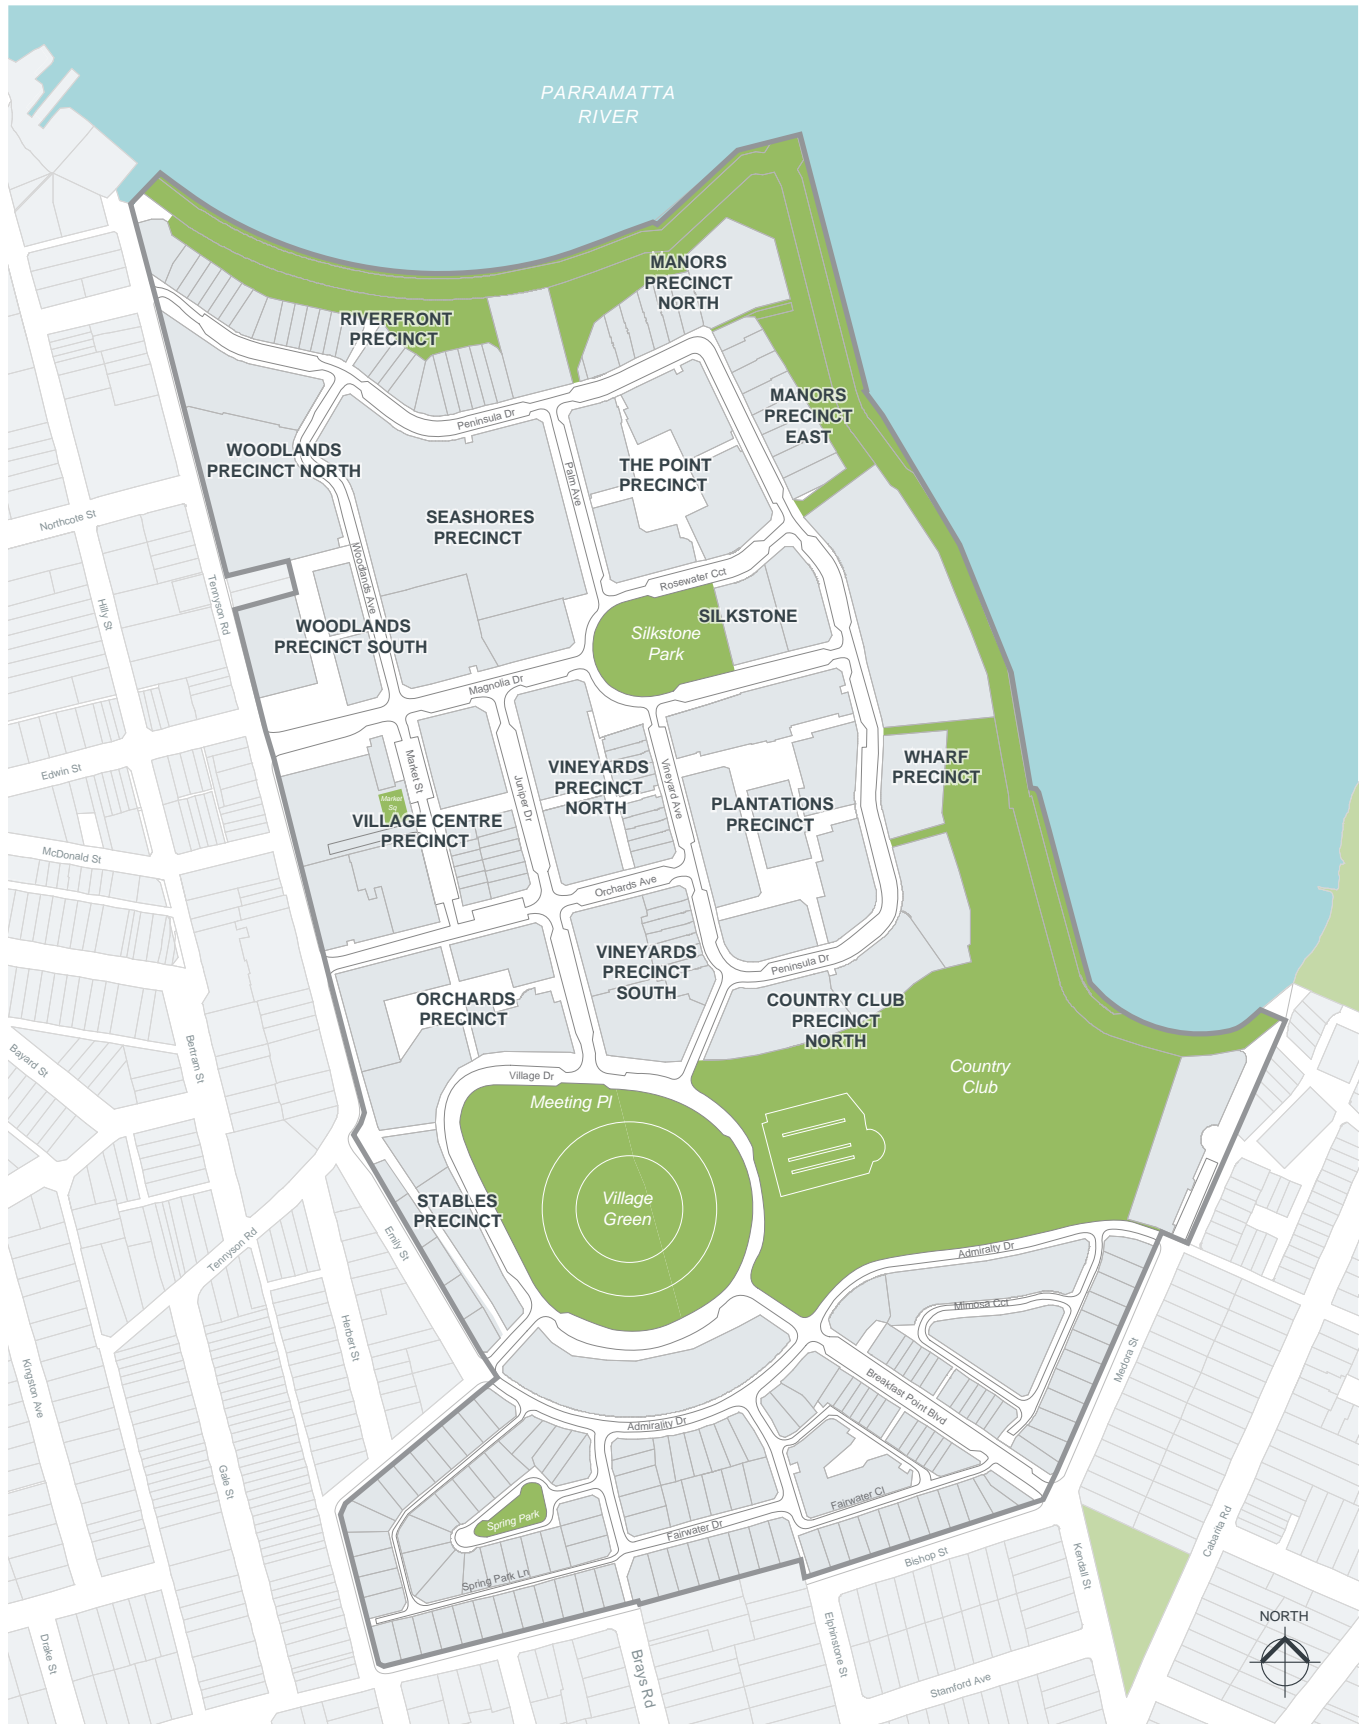 PARRAMATTA
RIVER
MANORS
PRECINCT
NORTH
RIVERFRONT
PRECINCT
MANORS
PRECINCT
EAST
Peninsula Dr
WOODLANDS
PRECINCT NORTH
THE POINT
PRECINCT
Palm Ave
SEASHORES
PRECINCT
Northcote St
Woodlands Ave
Rosewater Cct
Tennyson Rd
Hilly St
SILKSTONE
WOODLANDS
PRECINCT SOUTH
Silkstone
Park
Magnolia Dr
Edwin St
Market St
Juniper Dr
VINEYARDS
PRECINCT
NORTH
Vineyard Ave
WHARF
PRECINCT
Market
Sq
PLANTATIONS
PRECINCT
VILLAGE CENTRE
PRECINCT
McDonald St
Orchards Ave
VINEYARDS
PRECINCT
SOUTH
Peninsula Dr
ORCHARDS
PRECINCT
COUNTRY CLUB
PRECINCT
NORTH
Bayard St
Bertram St
Village Dr
Country
Club
Meeting Pl
STABLES
PRECINCT
Village
Green
Emily St
Tennyson Rd
Admiralty Dr
Mimosa Cct
Herbert St
Kingston Ave
Medora St
Breakfast Point Blvd
Admirality Dr
Gale St
Spring Park
Fairwater Cl
Fairwater Dr
Cabarita Rd
Bishop St
Kendall St
Spring Park Ln
Elphinstone St
NORTH
Drake St
Brays Rd
Stamford Ave